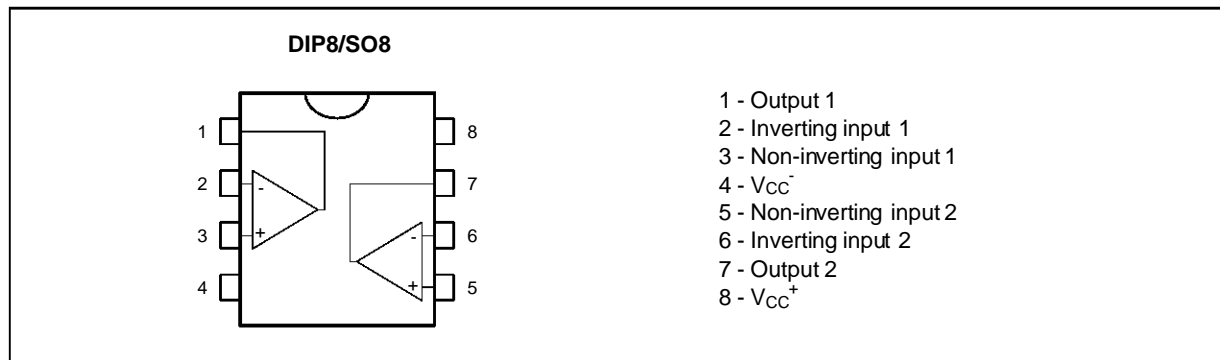 DIP8/SO8
1
2
3
4
8
7
6
5
-
+
-
+
1 - Output 1
2 - Inverting input 1
3 - Non-inverting input 1
4 - VCC-
5 - Non-inverting input 2
6 - Inverting input 2
7 - Output 2
8 - VCC+